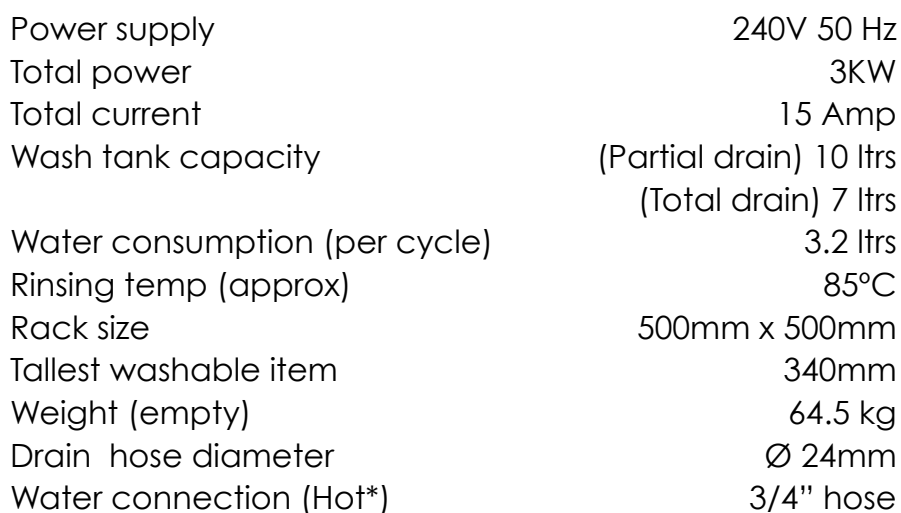 Power supply 240V 50 Hz
Total power 3KW
Total current 15 Amp
Wash tank capacity (Partial drain) 10 ltrs
(Total drain) 7 ltrs
Water consumption (per cycle) 3.2 ltrs
Rinsing temp (approx) 85ºC
Rack size 500mm x 500mm
Tallest washable item 340mm
Weight (empty) 64.5 kg
Drain  hose diameter Ø 24mm
Water connection (Hot*) 3/4” hose